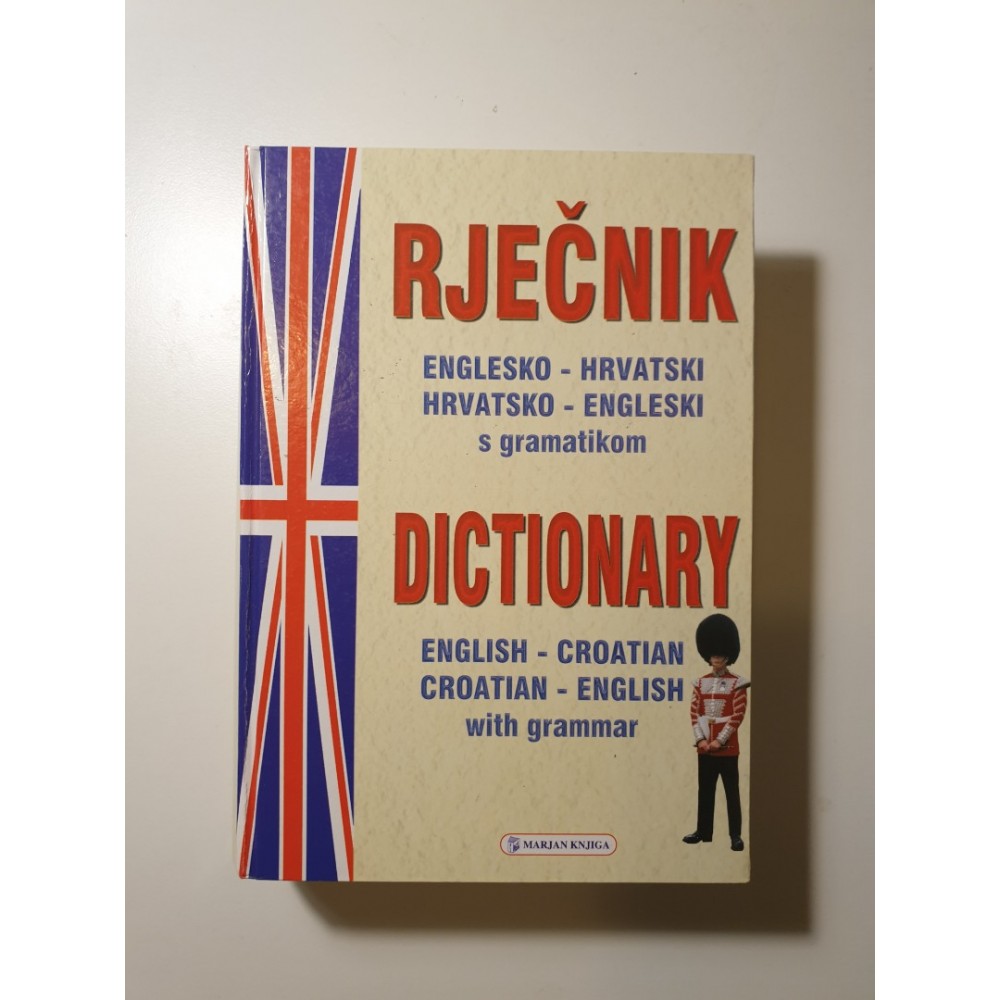 RJEČNIK
ENGLESKO - HRVATSKI
HRVATSKO - ENGLESKI
s gramatikom
DICTIONARY
ENGLISH - CROATIAN
CROATIAN - ENGLISH
with grammar
MARJAN KNJIGA